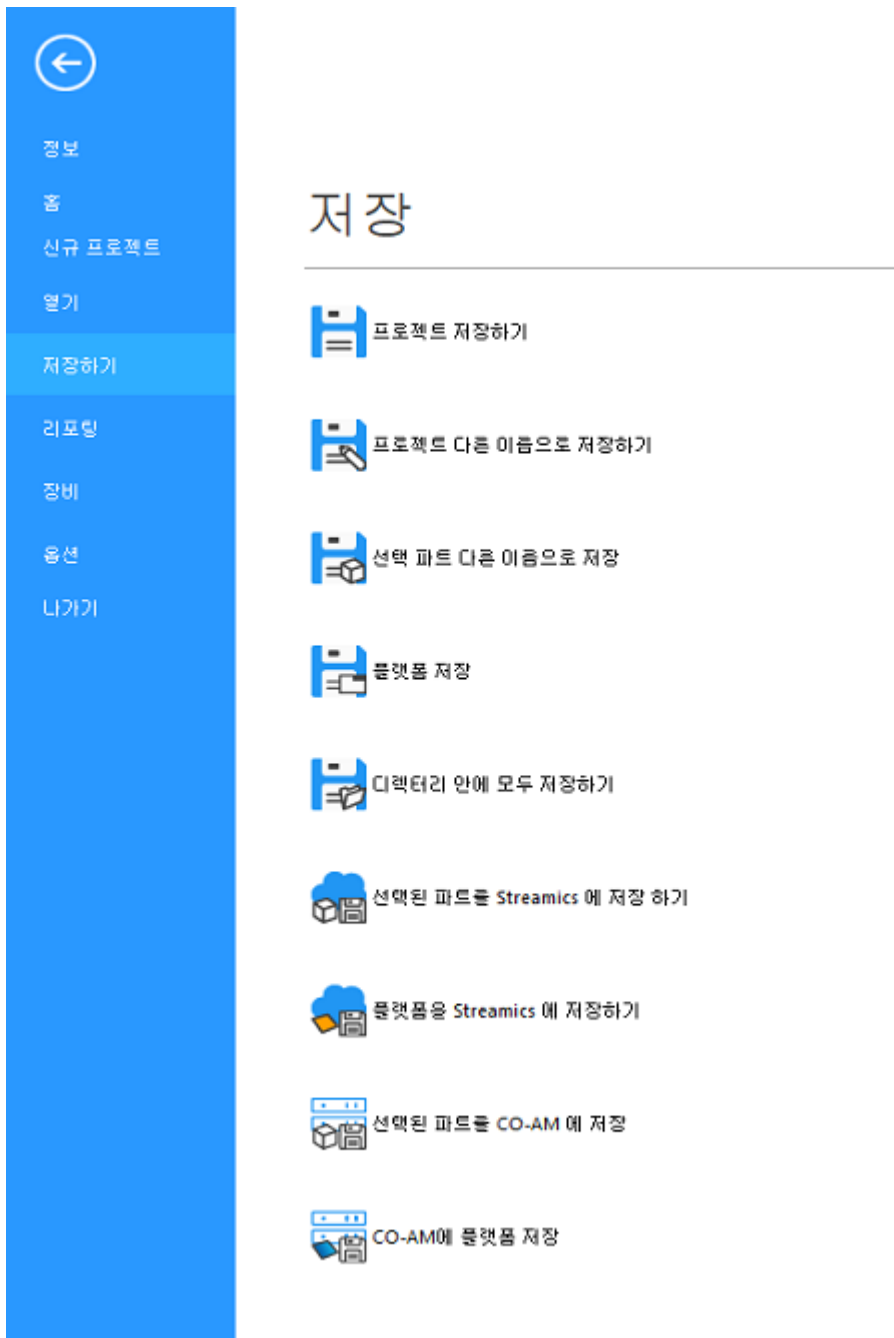 정보
홈
신규 프로젝트
열기
저장하기
리포팅
장비
옵션
나가기
저장
프로젝트 저장하기
프로젝트 다른 이름으로 저장하기
선택 파트 다른 이름으로 저장
플랫폼 저장
디렉터리 안에 모두 저장하기
선택된 파트를 Streamics 에 저장 하기
플랫폼을 Streamics 에 저장하기
선택된 파트를 CO-AM 에 저장
CO-AM에 플랫폼 저장